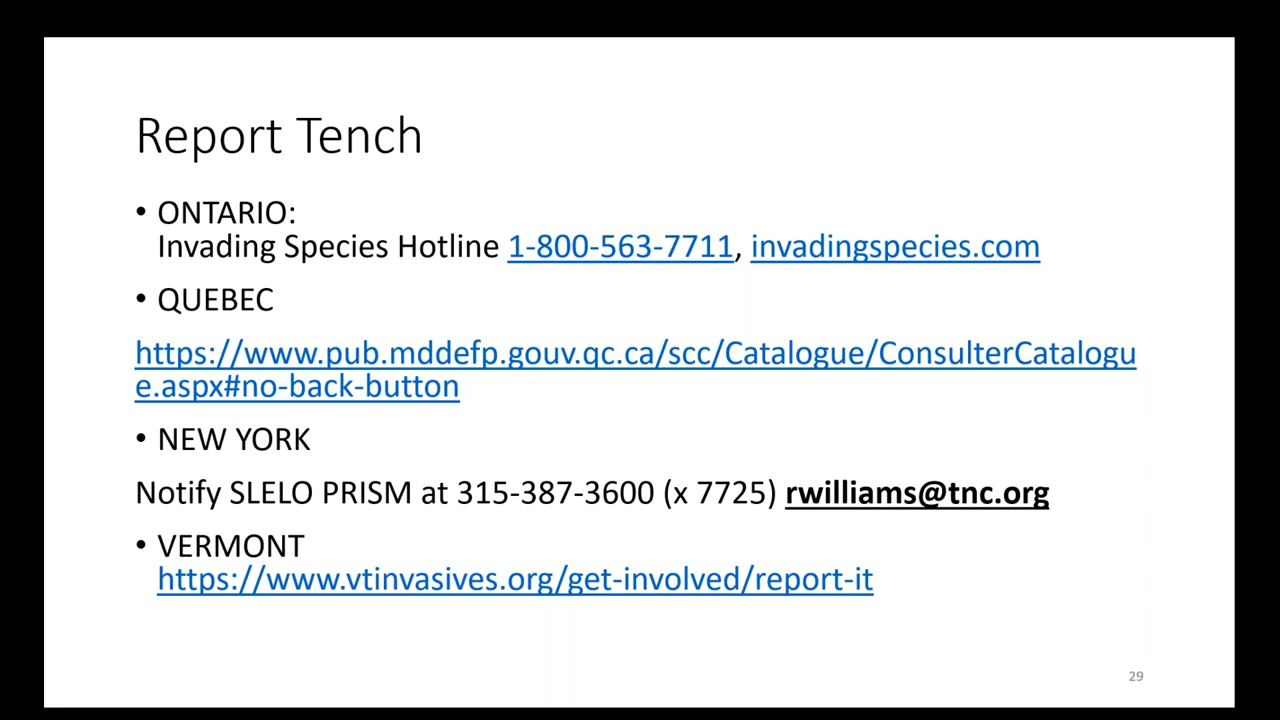 Report Tench
• ONTARIO:
Invading Species Hotline 1-800-563-7711, invadingspecies.com
• QUEBEC
https://www.pub.mddefp.gouv.qc.ca/scc/Catalogue/ConsulterCatalogu
e.aspx#no-back-button
• NEW YORK
Notify SLELO PRISM at 315-387-3600 (x 7725) rwilliams@tnc.org
• VERMONT
https://www.vtinvasives.org/get-involved/report-it
29